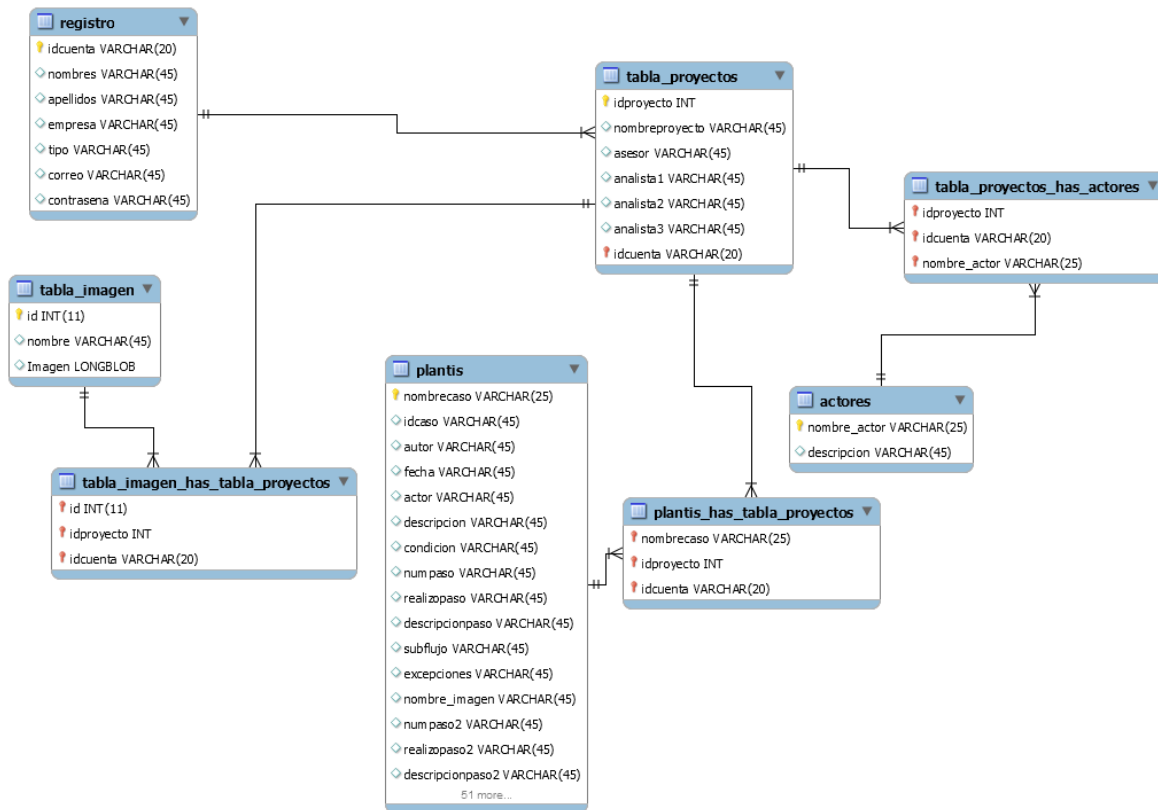 registro
idcuenta VARCHAR(20)
nombres VARCHAR(45)
apellidos VARCHAR(45)
empresa VARCHAR(45)
tipo VARCHAR(45)
correo VARCHAR(45)
contrasena VARCHAR(45)
tabla_proyectos
idproyecto INT
nombreproyecto VARCHAR(45)
asesor VARCHAR(45)
analista1 VARCHAR(45)
analista2 VARCHAR(45)
analista3 VARCHAR(45)
idcuenta VARCHAR(20)
tabla_proyectos_has_actores
idproyecto INT
idcuenta VARCHAR(20)
nombre_actor VARCHAR(25)
tabla_imagen
id INT(11)
nombre VARCHAR(45)
Imagen LONGBLOB
plantis
nombrecaso VARCHAR(25)
idcaso VARCHAR(45)
autor VARCHAR(45)
fecha VARCHAR(45)
actor VARCHAR(45)
descripcion VARCHAR(45)
condicion VARCHAR(45)
numpaso VARCHAR(45)
realizopaso VARCHAR(45)
descripcionpaso VARCHAR(45)
subflujo VARCHAR(45)
excepciones VARCHAR(45)
nombre_imagen VARCHAR(45)
numpaso2 VARCHAR(45)
realizopaso2 VARCHAR(45)
descripcionpaso2 VARCHAR(45)
51 more...
actores
nombre_actor VARCHAR(25)
descripcion VARCHAR(45)
tabla_imagen_has_tabla_proyectos
id INT(11)
idproyecto INT
idcuenta VARCHAR(20)
plantis_has_tabla_proyectos
nombrecaso VARCHAR(25)
idproyecto INT
idcuenta VARCHAR(20)